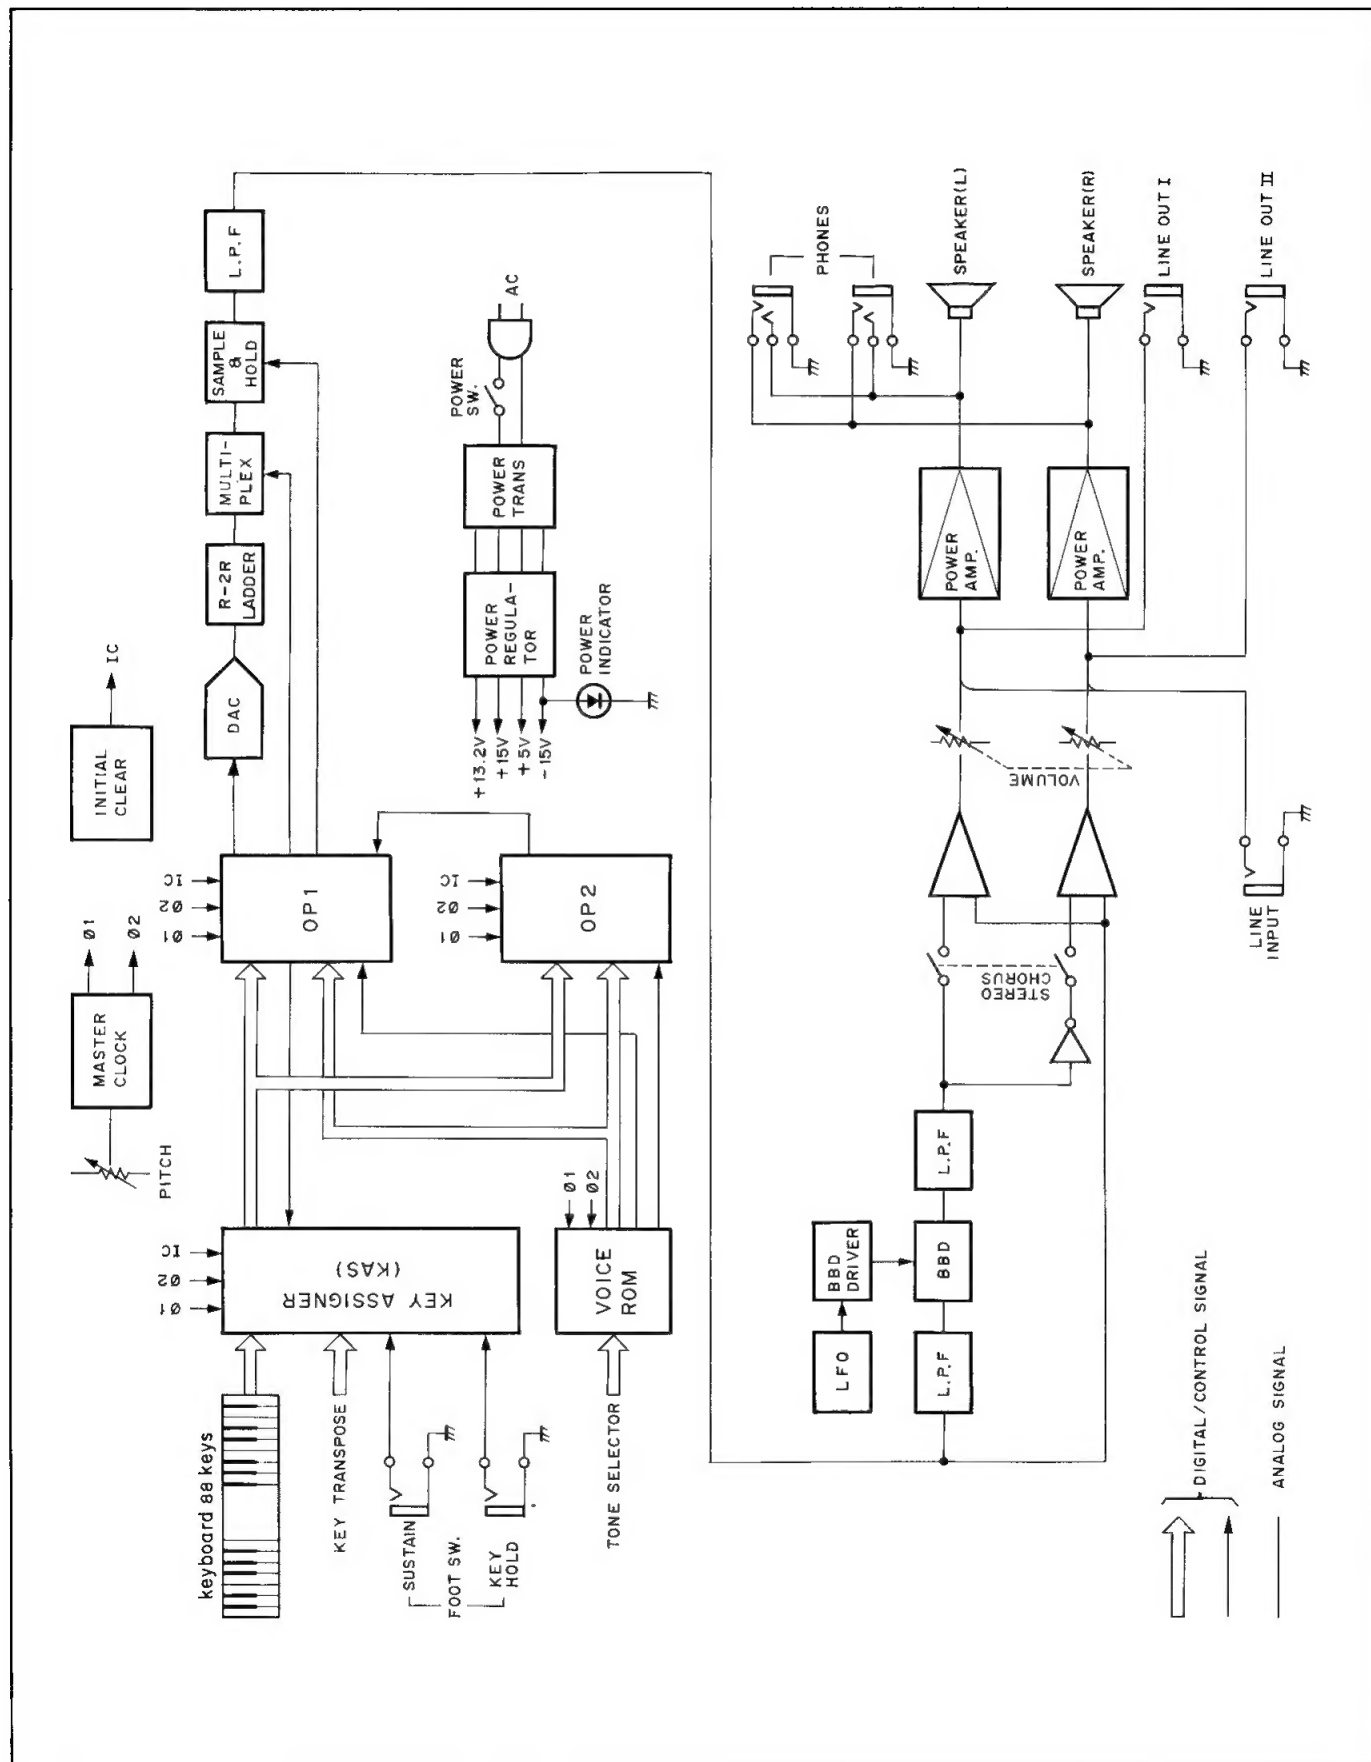 keyboard 88 keys
KEY TRANSPOSE
SUSTAIN
FOOT SW.
KEY
HOLD
TONE SELECTOR
PITCH
MASTER
CLOCK
Ø1
Ø2
INITIAL
CLEAR
IC
Ø1
Ø2
IC
KEY ASSIGNER
(KAS)
VOICE
ROM
Ø1
Ø2
Ø1
Ø2
IC
OP1
Ø1
Ø2
IC
OP2
DAC
R-2R
LADDER
MULTI-
PLEX
SAMPLE
&
HOLD
L.P.F
+13.2V
+15V
+5V
-15V
POWER
REGULA-
TOR
POWER
INDICATOR
POWER
TRANS
POWER
SW.
AC
LFO
BBD
DRIVER
L.P.F
BBD
L.P.F
STEREO
CHORUS
VOLUME
LINE
INPUT
POWER
AMP.
POWER
AMP.
PHONES
SPEAKER(L)
SPEAKER(R)
LINE OUT I
LINE OUT II
DIGITAL/CONTROL SIGNAL
ANALOG SIGNAL